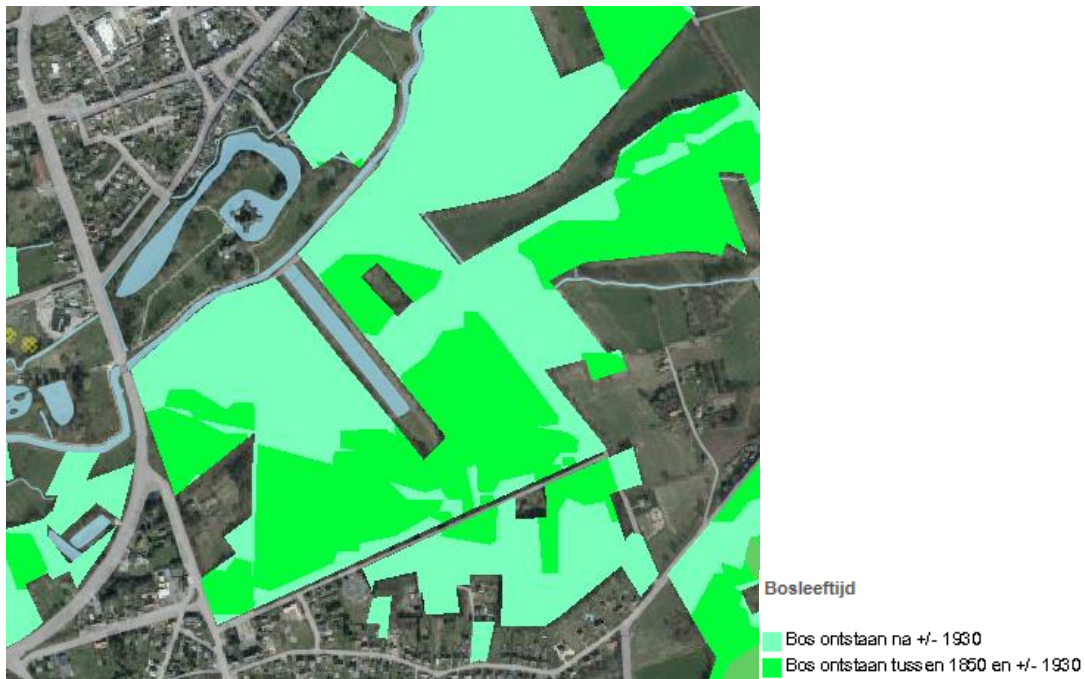 Bosleeftijd
Bos ontstaan na +/- 1930
Bos ontstaan tussen 1850 en +/- 1930